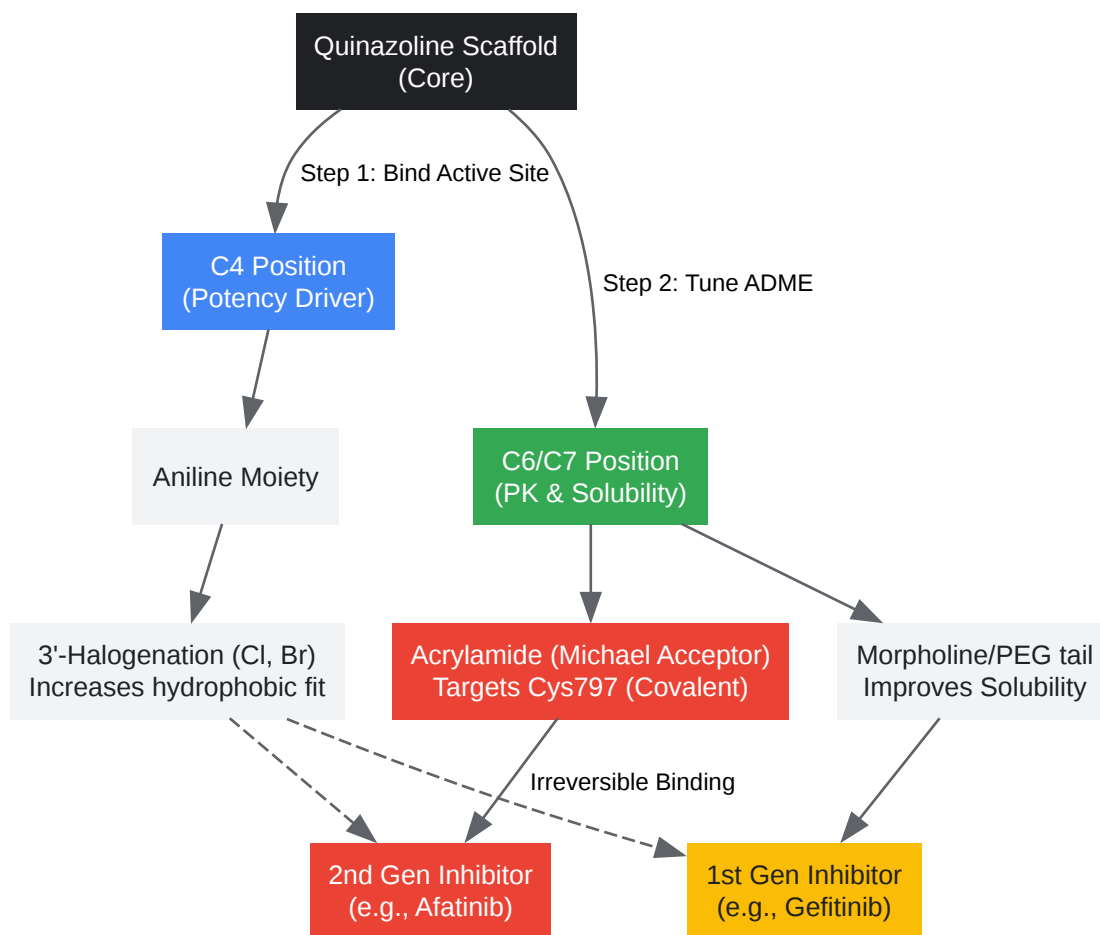 Quinazoline Scaffold
(Core)
Step 1: Bind Active Site
C4 Position
(Potency Driver)
Step 2: Tune ADME
Aniline Moiety
C6/C7 Position
(PK & Solubility)
3'-Halogenation (Cl, Br)
Increases hydrophobic fit
Acrylamide (Michael Acceptor)
Targets Cys797 (Covalent)
Morpholine/PEG tail
Improves Solubility
Irreversible Binding
2nd Gen Inhibitor
(e.g., Afatinib)
1st Gen Inhibitor
(e.g., Gefitinib)